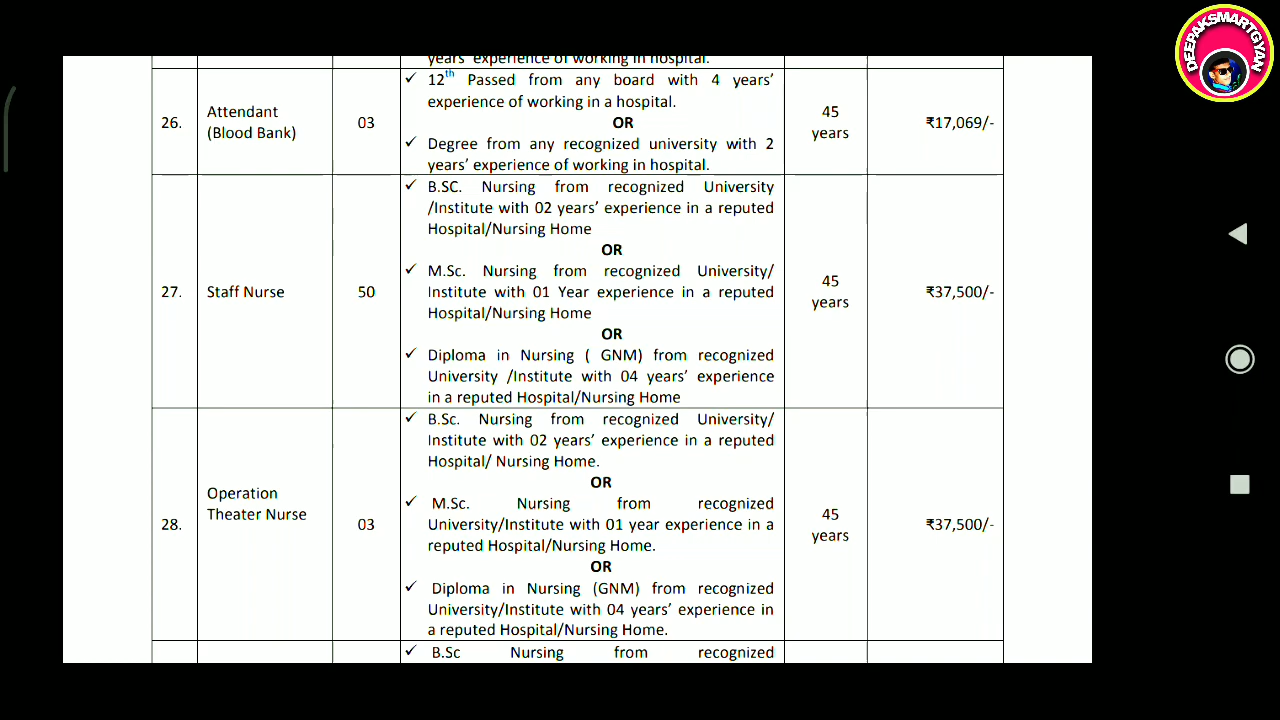 years' experience of working in hospital.
26.
Attendant
(Blood Bank)
03
✓ 12th Passed from any board with 4 years'
experience of working in a hospital.
OR
✓ Degree from any recognized university with 2
years' experience of working in hospital.
45
years
₹17,069/-
27.
Staff Nurse
50
✓ B.SC. Nursing from recognized University
/Institute with 02 years' experience in a reputed
Hospital/Nursing Home
OR
✓ M.Sc. Nursing from recognized University/
Institute with 01 Year experience in a reputed
Hospital/Nursing Home
OR
✓ Diploma in Nursing ( GNM) from recognized
University /Institute with 04 years' experience
in a reputed Hospital/Nursing Home
45
years
₹37,500/-
28.
Operation
Theater Nurse
03
✓ B.Sc. Nursing from recognized University/
Institute with 02 years' experience in a reputed
Hospital/ Nursing Home.
OR
✓ M.Sc. Nursing from recognized
University/Institute with 01 year experience in a
reputed Hospital/Nursing Home.
OR
✓ Diploma in Nursing (GNM) from recognized
University/Institute with 04 years' experience in
a reputed Hospital/Nursing Home.
45
years
₹37,500/-
✓ B.Sc Nursing from recognized
DEEPAKSMARTGYAN